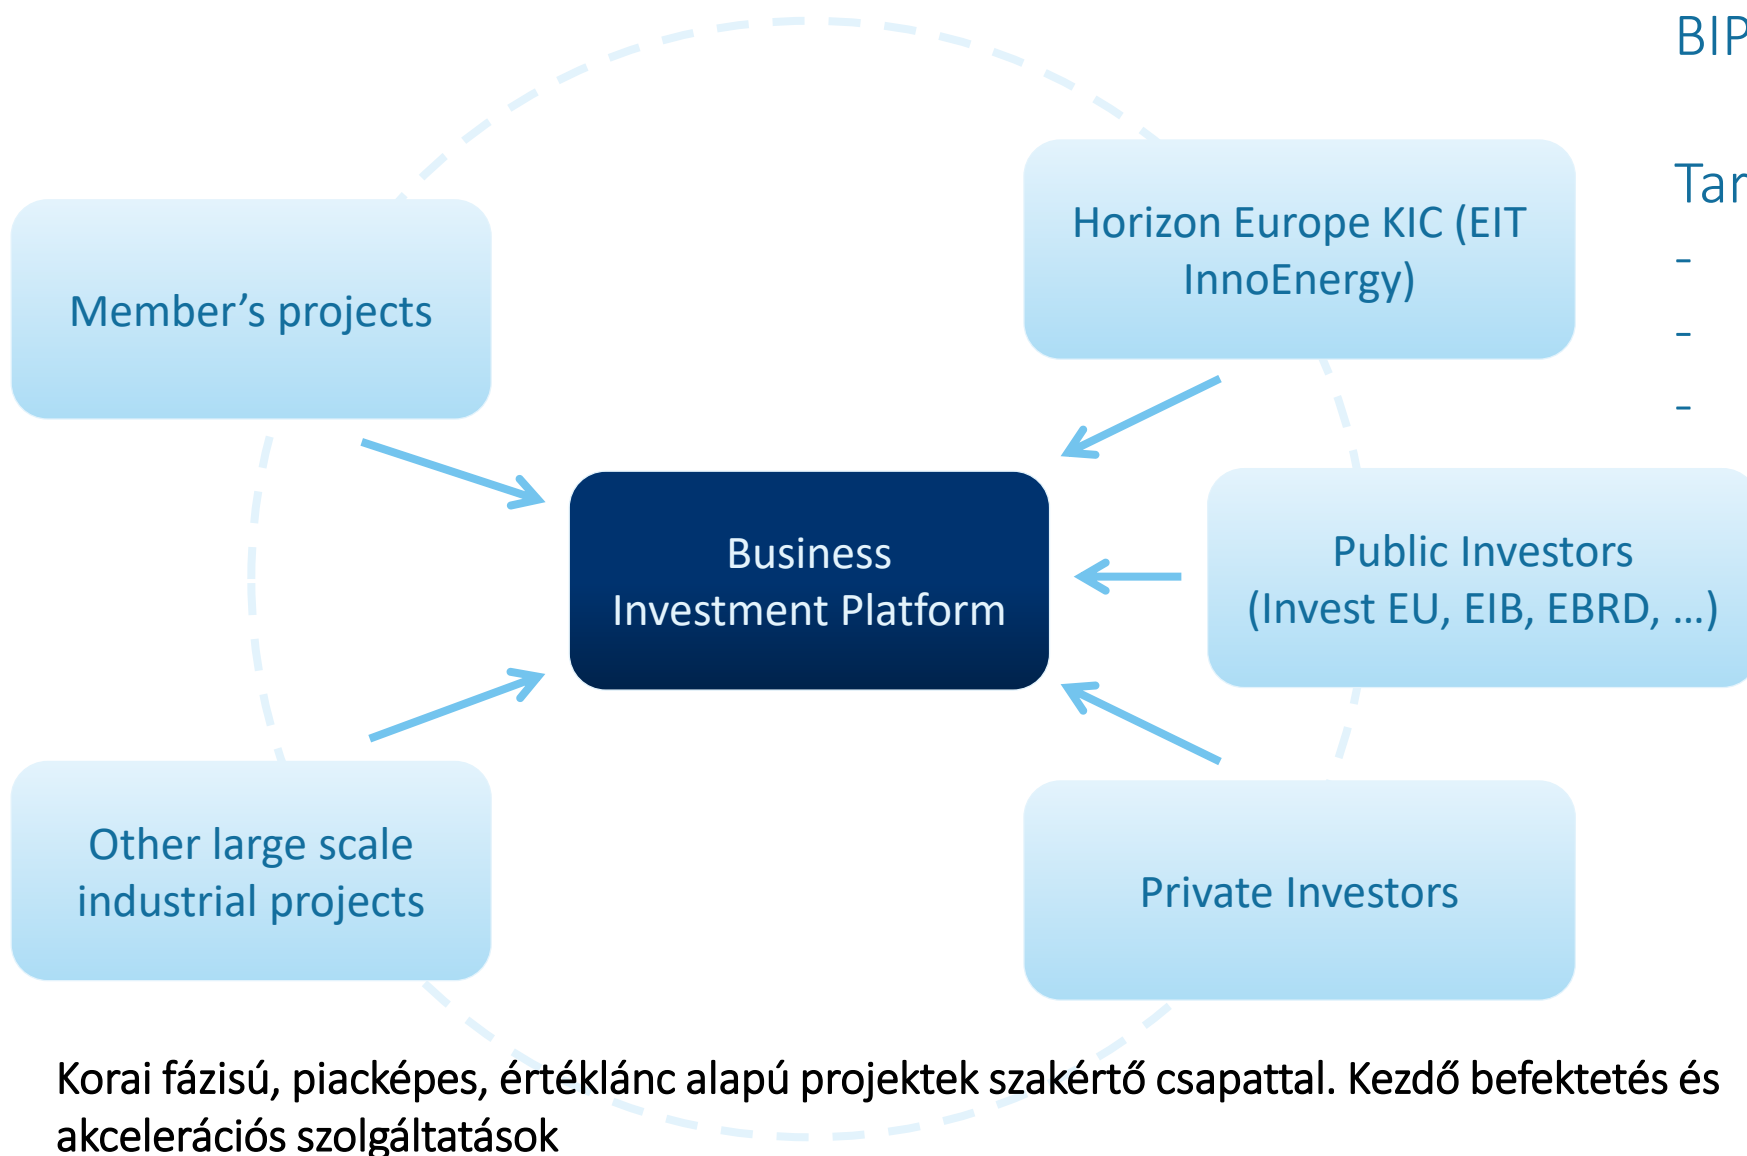 BIP
Tar
-
-
-
Member’s projects
Horizon Europe KIC (EIT
InnoEnergy)
Business
Investment Platform
Public Investors
(Invest EU, EIB, EBRD, …)
Other large scale
industrial projects
Private Investors
Korai fázisú, piacképes, értéklánc alapú projektek szakértő csapattal. Kezdő befektetés és
akcelerációs szolgáltatások